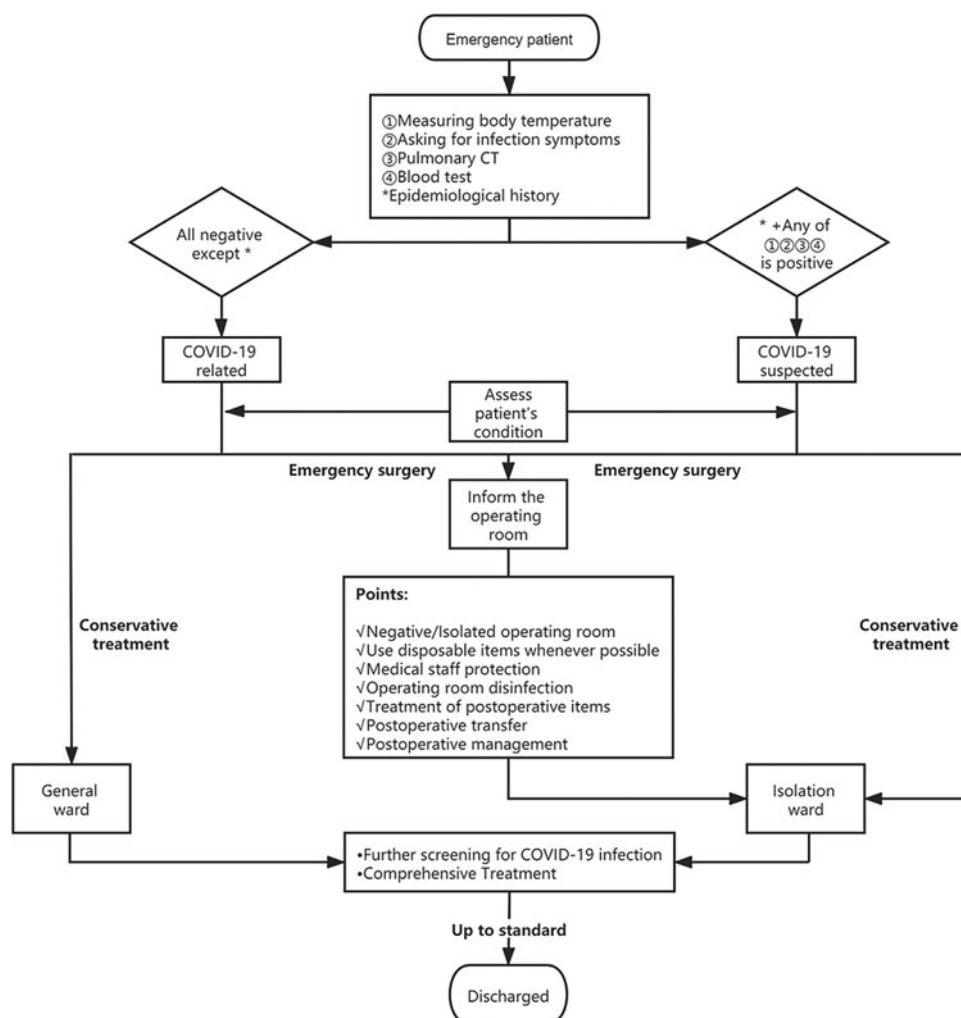 Emergency patient
①Measuring body temperature
②Asking for infection symptoms
③Pulmonary CT
④Blood test
*Epidemiological history
All negative
except *
* +Any of
①②③④
is positive
COVID-19
related
COVID-19
suspected
Assess
patient's
condition
Emergency surgery
Emergency surgery
Inform the
operating
room
Points:
√Negative/Isolated operating room
√Use disposable items whenever possible
√Medical staff protection
√Operating room disinfection
√Treatment of postoperative items
√Postoperative transfer
√Postoperative management
Conservative
treatment
Conservative
treatment
General
ward
Isolation
ward
•Further screening for COVID-19 infection
•Comprehensive Treatment
Up to standard
Discharged